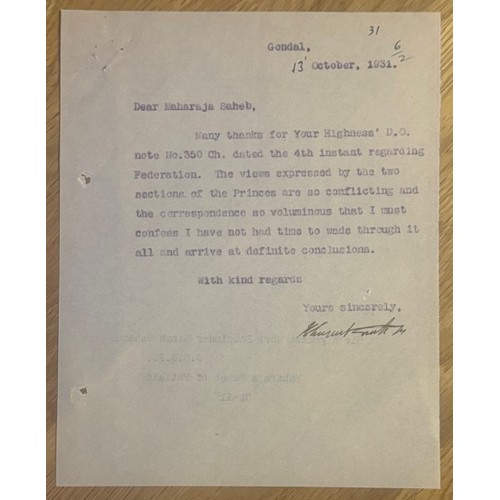 31
6/2
Gondal,
13 October, 1931.
Dear Maharaja Saheb,
Many thanks for Your Highness' D.O.
note No.350 Ch. dated the 4th instant regarding
Federation. The views expressed by the two
sections of the Princes are so conflicting and
the correspondence so voluminous that I must
confess I have not had time to wade through it
all and arrive at definite conclusions.
With kind regards
Yours sincerely,